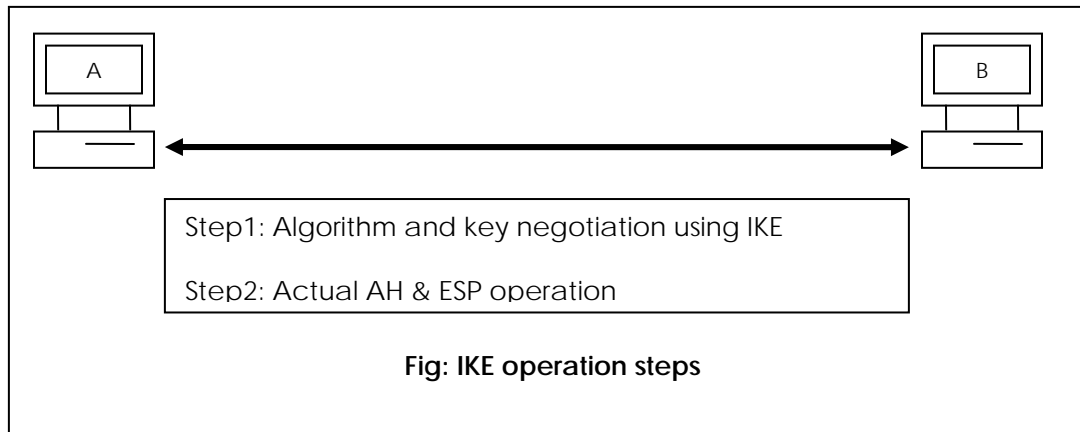 A
B
Step1: Algorithm and key negotiation using IKE
Step2: Actual AH & ESP operation
Fig: IKE operation steps